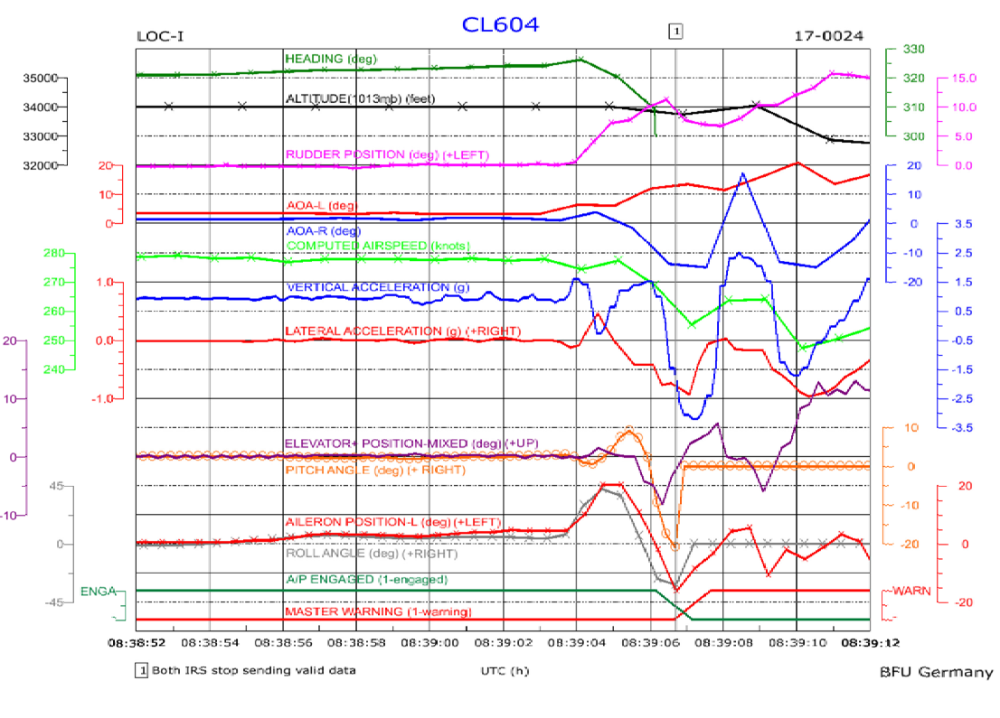 CL604
LOC-I
1
17-0024
HEADING (deg)
330
320
310
300
35000
34000
33000
32000
ALTITUDE(1013mb) (feet)
15.0
10.0
5.0
0.0
RUDDER POSITION (deg) (+LEFT)
20
10
0
AOA-L (deg)
20
10
0
-10
-20
AOA-R (deg)
COMPUTED AIRSPEED (knots)
280
270
260
250
240
3.5
2.5
1.5
0.5
-0.5
-1.5
-2.5
-3.5
VERTICAL ACCELERATION (g)
1.0
0.0
-1.0
LATERAL ACCELERATION (g) (+RIGHT)
20
10
0
-10
ELEVATOR+ POSITION-MIXED (deg) (+UP)
10
0
-10
-20
PITCH ANGLE (deg) (+ RIGHT)
45
0
-45
20
10
0
-10
-20
AILERON POSITION-L (deg) (+LEFT)
ROLL ANGLE (deg) (+RIGHT)
A/P ENGAGED (1-engaged)
ENGA
WARN
MASTER WARNING (1-warning)
08:38:52 08:38:54 08:38:56 08:38:58 08:39:00 08:39:02 08:39:04 08:39:06 08:39:08 08:39:10 08:39:12
1 Both IRS stop sending valid data
UTC (h)
BFU Germany